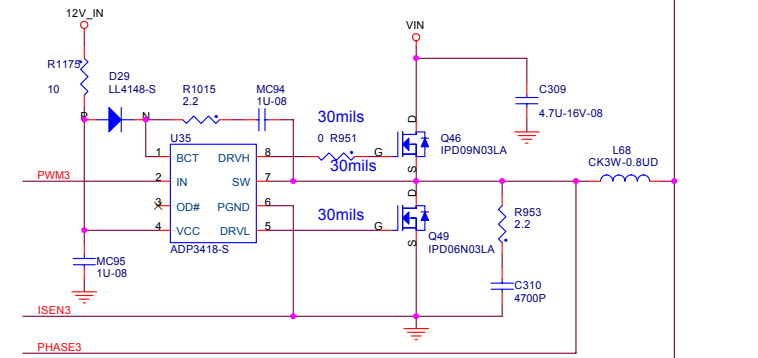 12V_IN
VIN
R1175
10
D29
LL4148-S
P
N
R1015
2.2
MC94
1U-08
C309
4.7U-16V-08
30mils
0 R951
30mils
D
G
S
Q46
IPD09N03LA
U35
1 BCT DRVH 8
2 IN SW 7
3 OD# PGND 6
4 VCC DRVL 5
ADP3418-S
PWM3
L68
CK3W-0.8UD
30mils
D
G
S
Q49
IPD06N03LA
R953
2.2
MC95
1U-08
C310
4700P
ISEN3
PHASE3